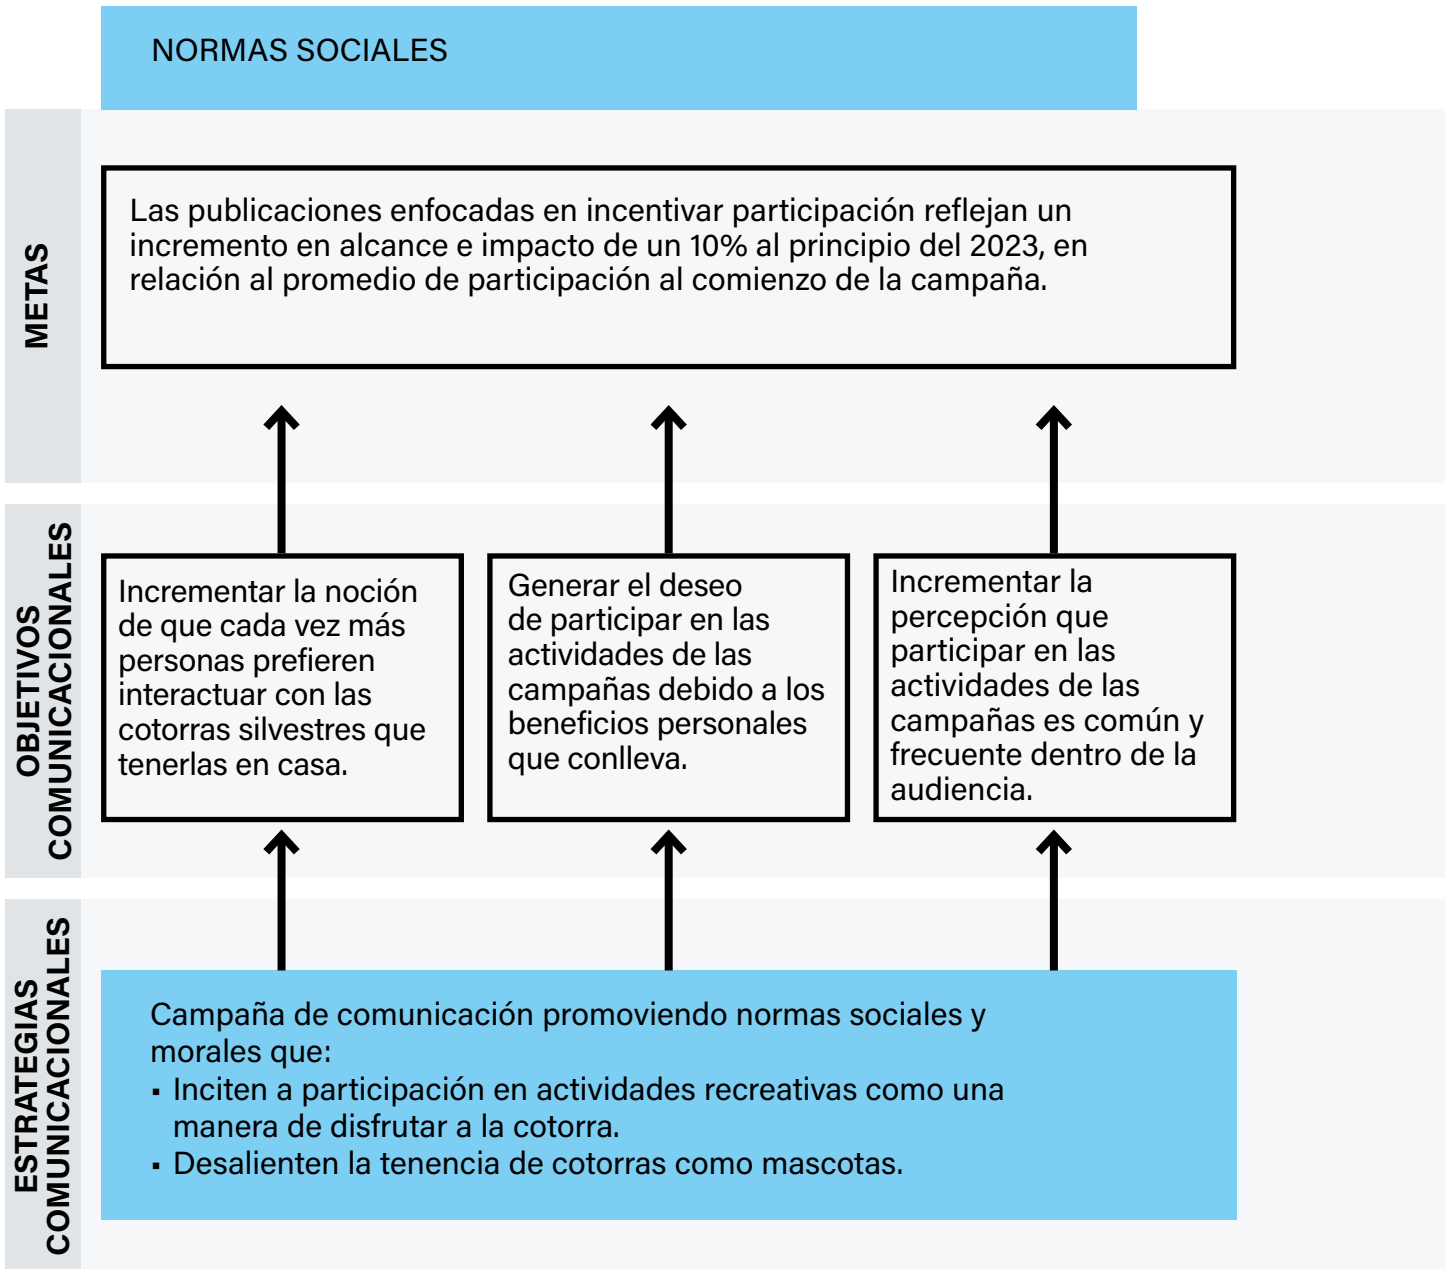 NORMAS SOCIALES
METAS
Las publicaciones enfocadas en incentivar participación reflejan un
incremento en alcance e impacto de un 10% al principio del 2023, en
relación al promedio de participación al comienzo de la campaña.
OBJETIVOS
COMUNICACIONALES
Incrementar la noción
de que cada vez más
personas prefieren
interactuar con las
cotorras silvestres que
tenerlas en casa.
Generar el deseo
de participar en las
actividades de las
campañas debido a los
beneficios personales
que conlleva.
Incrementar la
percepción que
participar en las
actividades de las
campañas es común y
frecuente dentro de la
audiencia.
ESTRATEGIAS
COMUNICACIONALES
Campaña de comunicación promoviendo normas sociales y
morales que:
▪ Inciten a participación en actividades recreativas como una
manera de disfrutar a la cotorra.
▪ Desalienten la tenencia de cotorras como mascotas.